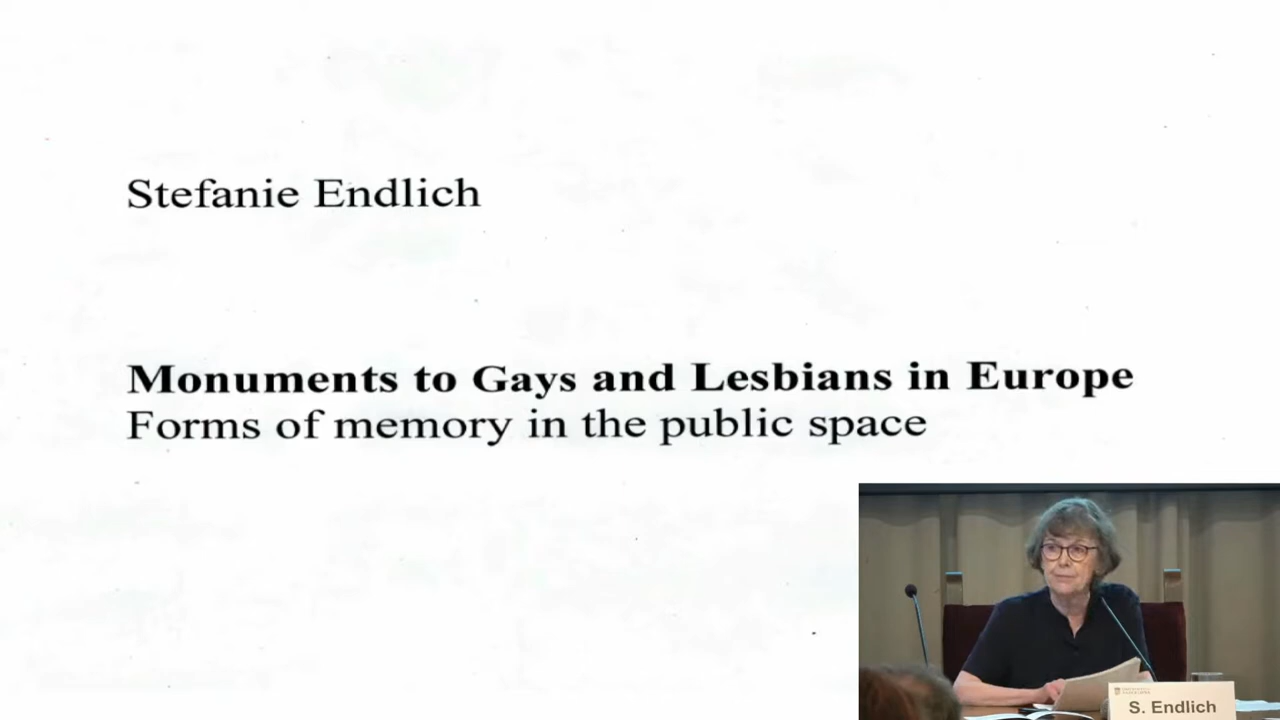 Stefanie Endlich
Monuments to Gays and Lesbians in Europe
Forms of memory in the public space
S. Endlich